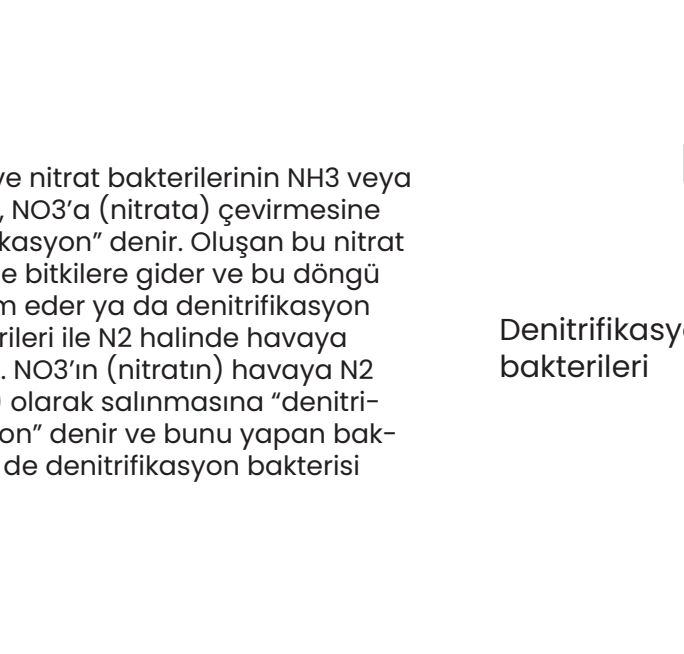 ve nitrat bakterilerinin NH3 veya
, NO3’a (nitrata) çevirmesine
kasyon” denir. Oluşan bu nitrat
e bitkilere gider ve bu döngü
m eder ya da denitrifikasyon
rileri ile N2 halinde havaya
. NO3’ın (nitratın) havaya N2
) olarak salınmasına “denitri-
on” denir ve bunu yapan bak-
de denitrifikasyon bakterisi
Denitrifikasyo
bakterileri